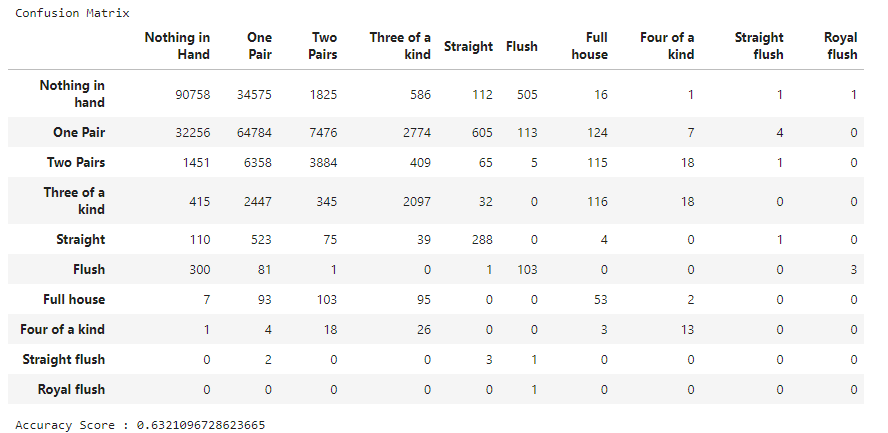 Confusion Matrix
Nothing in Hand One Pair Two Pairs Three of a kind Straight Flush Full house Four of a kind Straight flush Royal flush
Nothing in hand 90758 34575 1825 586 112 505 16 1 1 1
One Pair 32256 64784 7476 2774 605 113 124 7 4 0
Two Pairs 1451 6358 3884 409 65 5 115 18 1 0
Three of a kind 415 2447 345 2097 32 0 116 18 0 0
Straight 110 523 75 39 288 0 4 0 1 0
Flush 300 81 1 0 1 103 0 0 0 3
Full house 7 93 103 95 0 0 53 2 0 0
Four of a kind 1 4 18 26 0 0 3 13 0 0
Straight flush 0 2 0 0 3 1 0 0 0 0
Royal flush 0 0 0 0 0 1 0 0 0 0
Accuracy Score : 0.6321096728623665